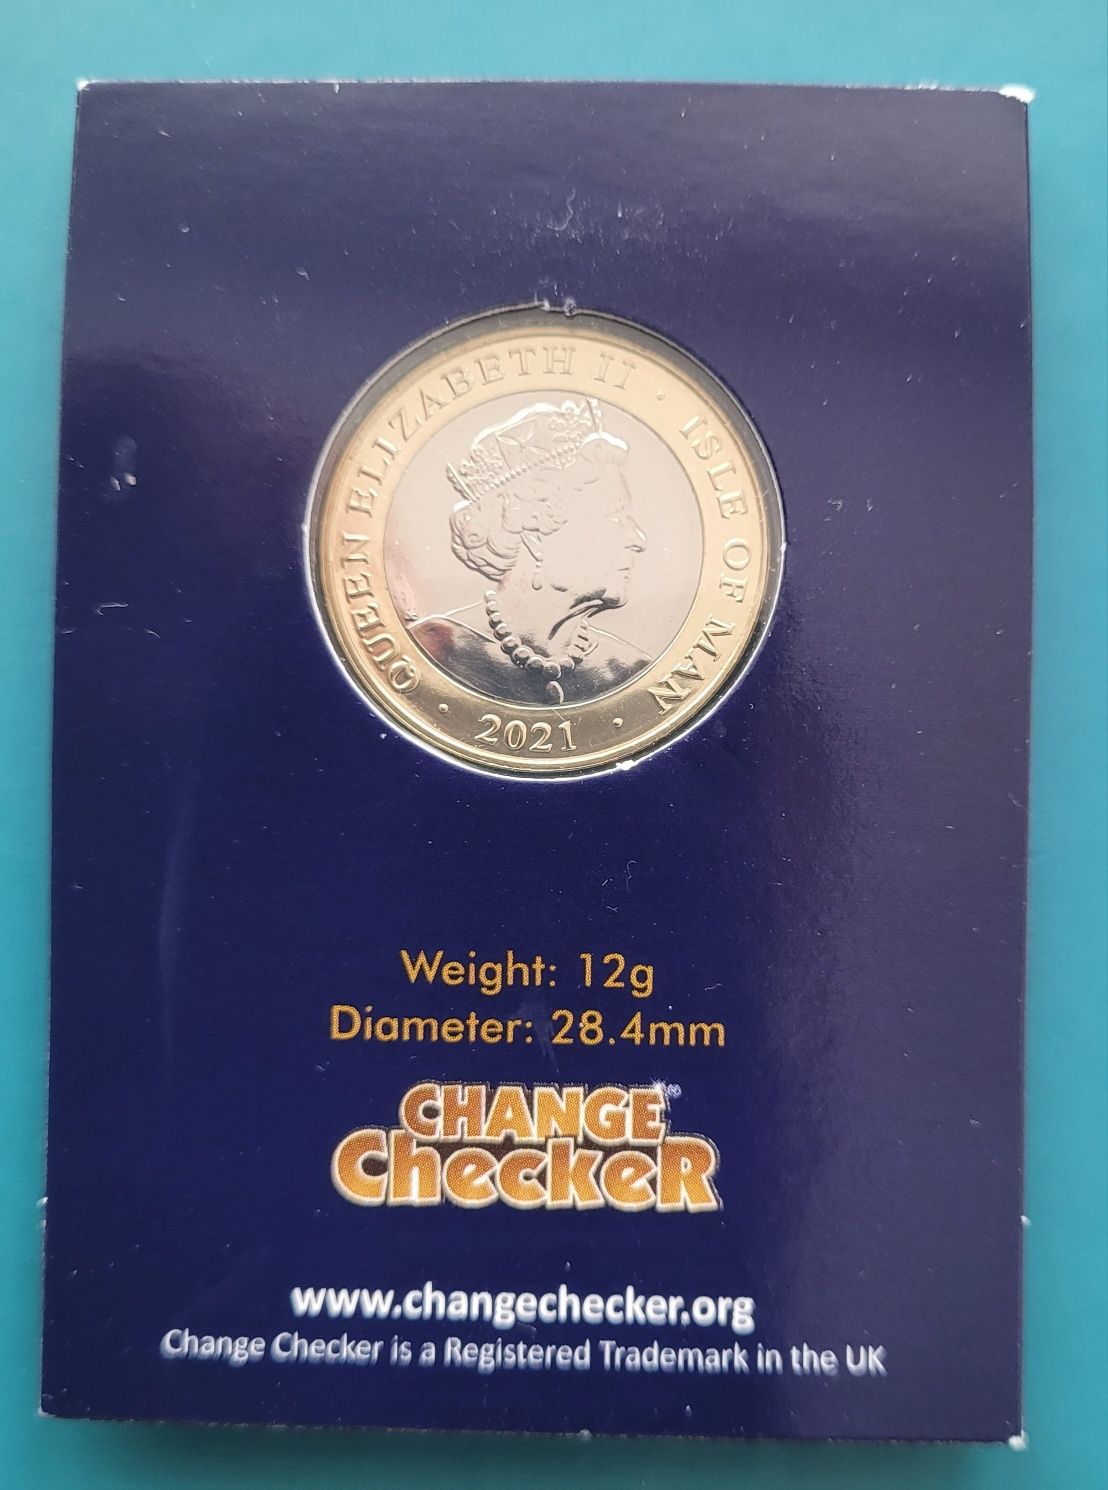 QUEEN ELIZABETH II · ISLE OF MAN
· 2021 ·
Weight: 12g
Diameter: 28.4mm
CHANGE™
CheckeR
www.changechecker.org
Change Checker is a Registered Trademark in the UK